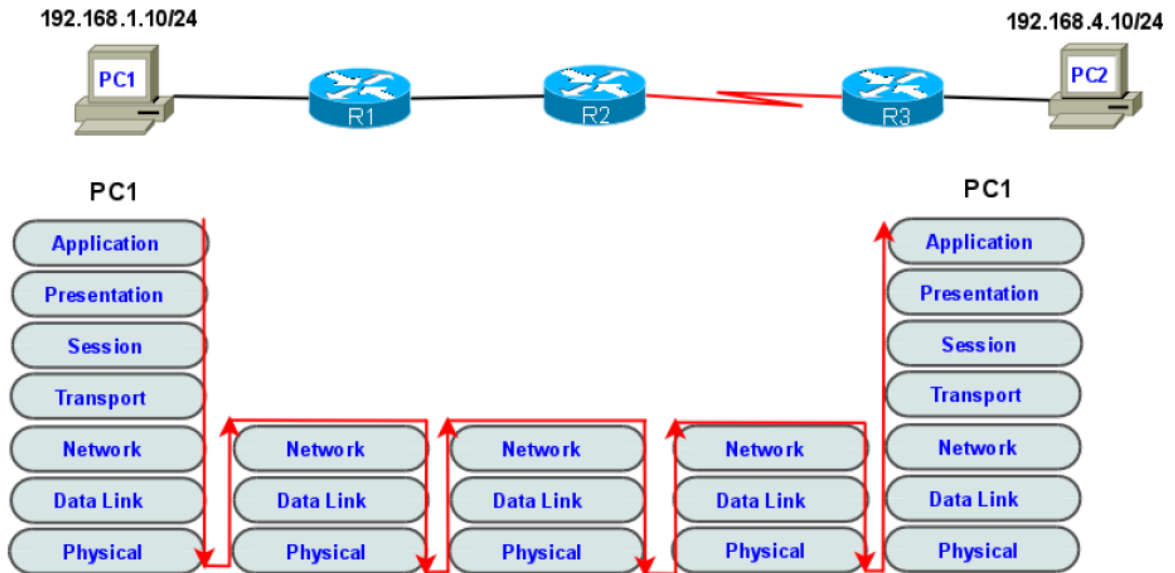 192.168.1.10/24 192.168.4.10/24
PC1 R1 R2 R3 PC2
PC1 PC1
Application Application
Presentation Presentation
Session Session
Transport Transport
Network Network Network Network Network
Data Link Data Link Data Link Data Link Data Link
Physical Physical Physical Physical Physical